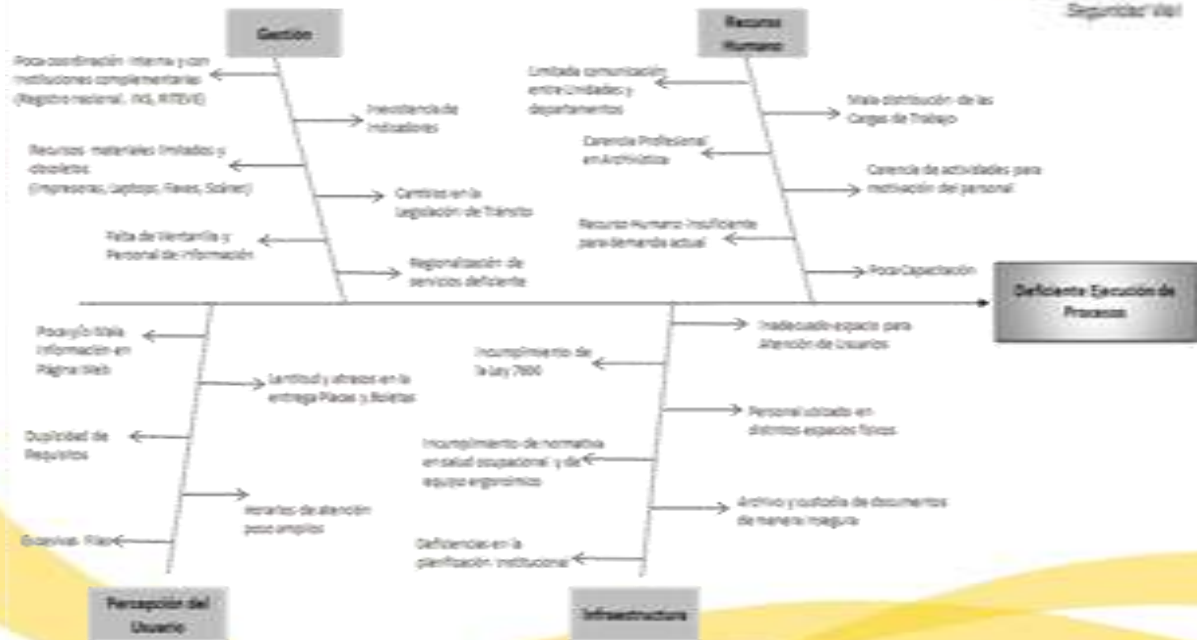 Seguridad Vial
Gestión
Recurso
Humano
Poca coordinación interna y con
instituciones complementarias
(Registro nacional, INS, RITEVE)
Inexistencia de
Indicadores
Recursos materiales limitados y
obsoletos
(Impresoras, Laptops, Faxes, Scáner)
Cambios en la
Legislación de Tránsito
Falta de Ventanilla y
Personal de Información
Regionalización de
servicios deficiente
Limitada comunicación
entre Unidades y
departamentos
Mala distribución de las
Cargas de Trabajo
Carencia Profesional
en Archivística
Carencia de actividades para
motivación del personal
Recurso Humano insuficiente
para demanda actual
Poca Capacitación
Deficiente Ejecución de
Procesos
Poca y/o Mala
Información en
Página Web
Lentitud y atrasos en la
entrega Placas y Boletas
Duplicidad de
Requisitos
Horarios de atención
poco amplios
Excesivas Filas
Inadecuado espacio para
Atención de Usuarios
Incumplimiento de
la Ley 7600
Personal ubicado en
distintos espacios físicos
Incumplimiento de normativa
en salud ocupacional y de
equipo ergonómico
Archivo y custodia de documentos
de manera insegura
Deficiencias en la
planificación Institucional
Percepción del
Usuario
Infraestructura